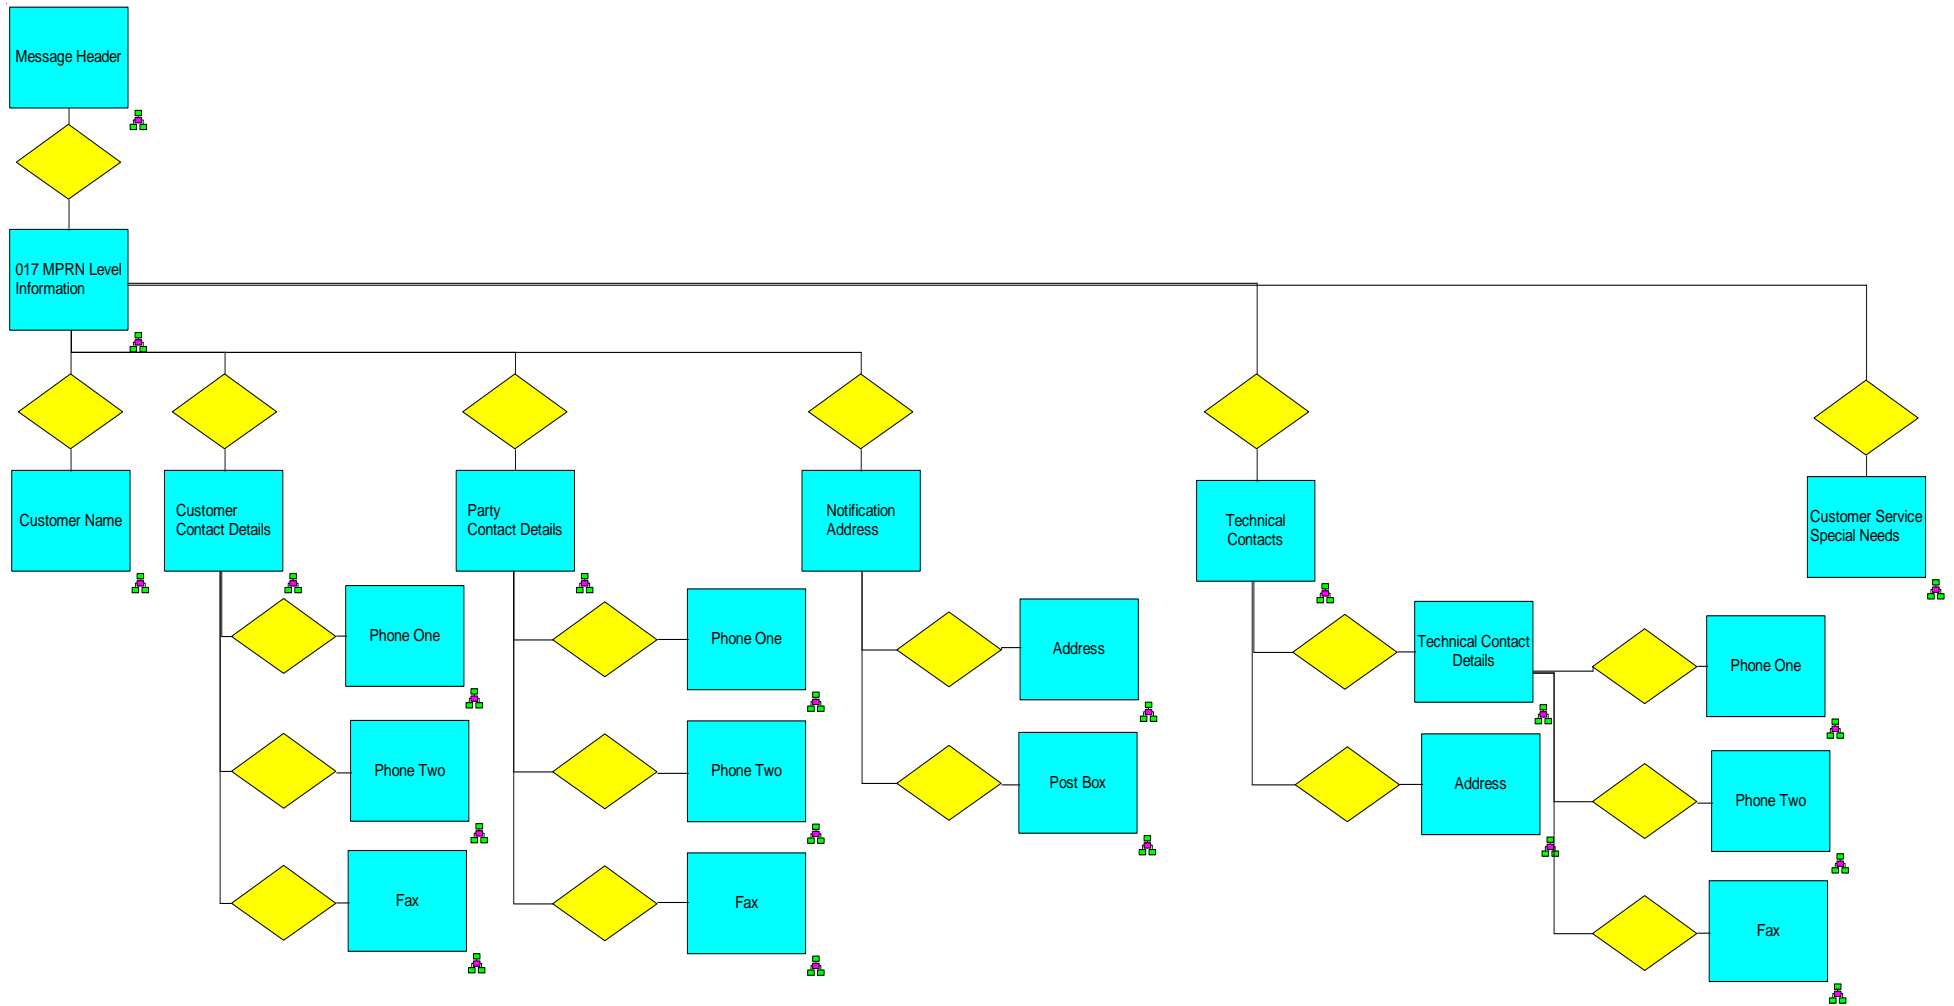 Message Header
017 MPRN Level
Information
Customer Name
Customer
Contact Details
Party
Contact Details
Notification
Address
Technical
Contacts
Customer Service
Special Needs
Phone One
Phone One
Address
Technical Contact
Details
Phone One
Phone Two
Phone Two
Post Box
Address
Phone Two
Fax
Fax
Fax